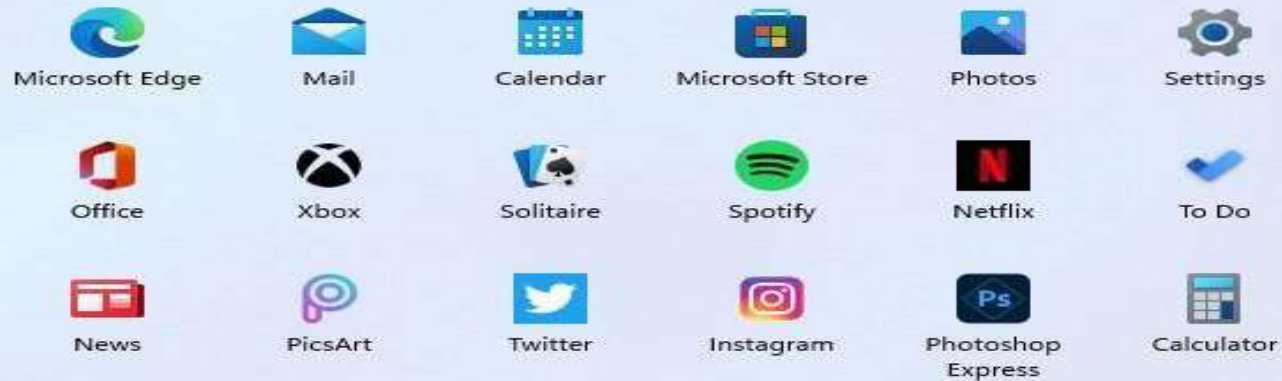 Microsoft Edge Mail Calendar Microsoft Store Photos Settings
Office Xbox Solitaire Spotify N Netflix To Do
News PicsArt Twitter Instagram Ps Photoshop Express Calculator